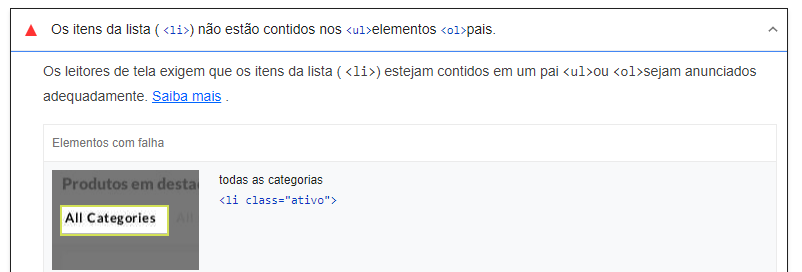 Os itens da lista ( <li>) não estão contidos nos <ul>elementos <ol>pais.
Os leitores de tela exigem que os itens da lista ( <li>) estejam contidos em um pai <ul>ou <ol>sejam anunciados
adequadamente. Saiba mais .
Elementos com falha
Produtos em desta
All Categories All
todas as categorias
<li class="ativo">